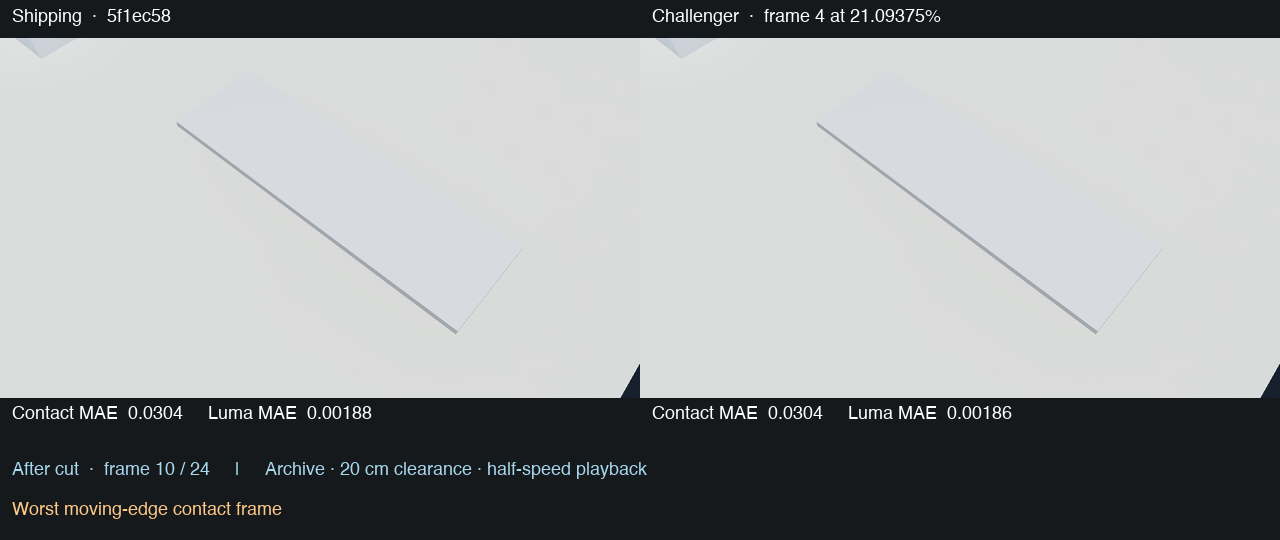 Shipping · 5f1ec58
Challenger · frame 4 at 21.09375%
Contact MAE 0.0304 Luma MAE 0.00188
Contact MAE 0.0304 Luma MAE 0.00186
After cut · frame 10 / 24 | Archive · 20 cm clearance · half-speed playback
Worst moving-edge contact frame